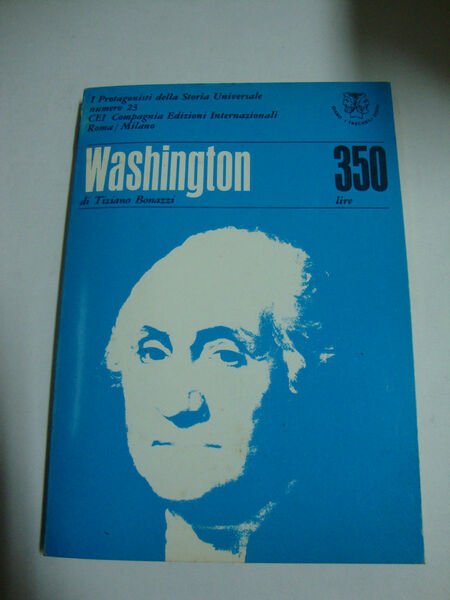 I Protagonisti della Storia Universale
numero 23
CEI Compagnia Edizioni Internazionali
Roma/Milano
Washington
350
di Tiziano Bonazzi
lire